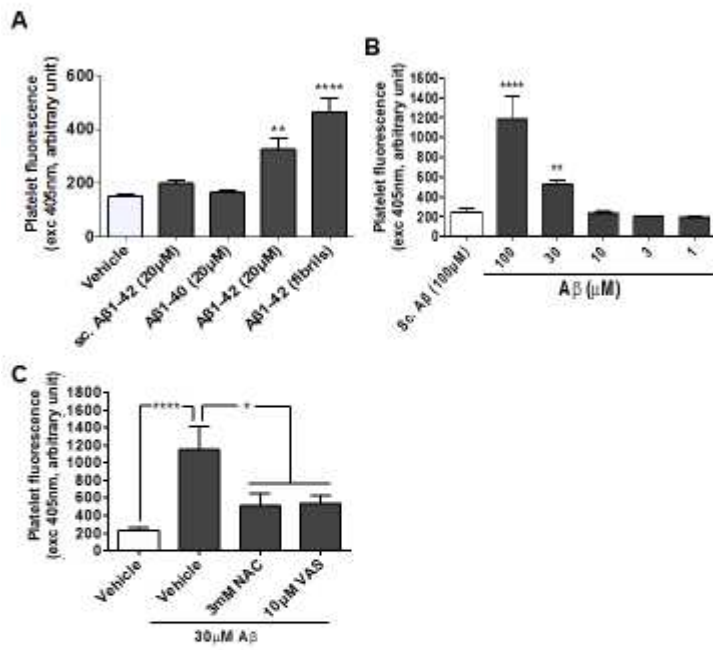 A
Platelet fluorescence
(exc 405nm, arbitrary unit)
600
400
200
0
**
****
Vehicle
sc. Aβ1-42 (20μM)
Aβ1-40 (20μM)
Aβ1-42 (20μM)
Aβ1-42 (fibrils)
B
Platelet fluorescence
(exc 405nm, arbitrary unit)
1600
1400
1200
1000
800
600
400
200
0
****
**
Sc. Aβ (100μM)
100
30
10
3
1
Aβ (μM)
C
Platelet fluorescence
(exc 405nm, arbitrary unit)
1800
1600
1400
1200
1000
800
600
400
200
0
****
*
Vehicle
Vehicle
3mM NAC
10μM VAS
30μM Aβ